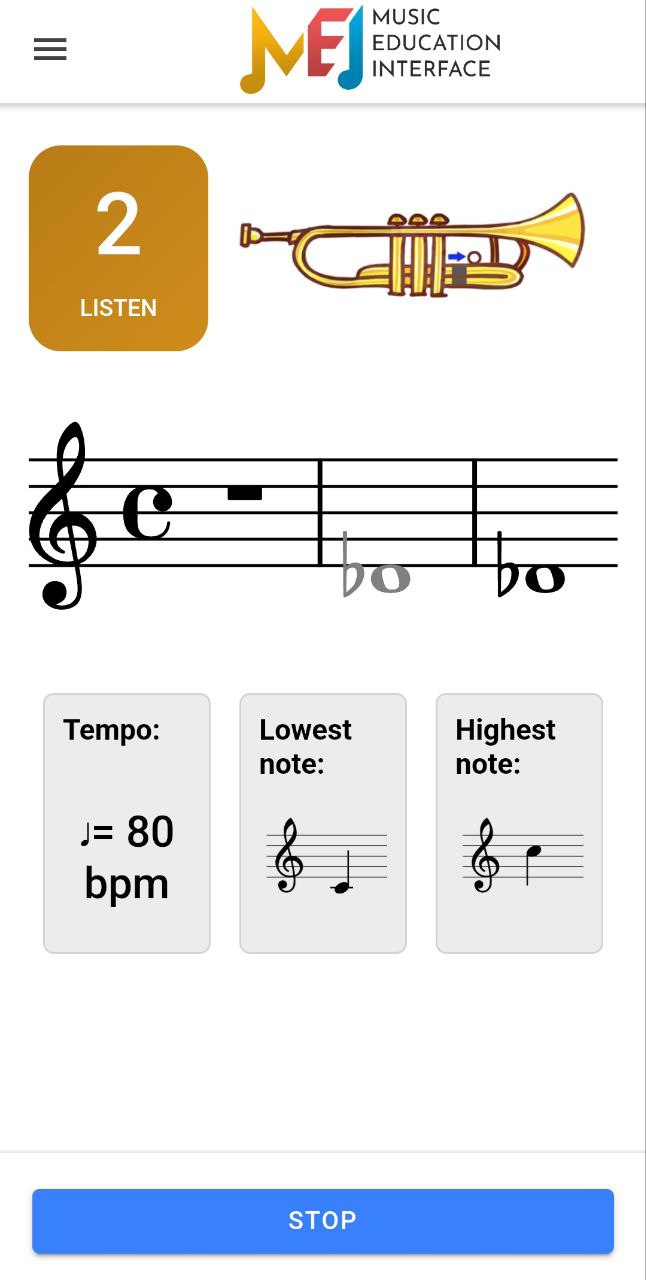 MUSIC
EDUCATION
INTERFACE
2
LISTEN
Tempo:
♩= 80
bpm
Lowest
note:
Highest
note:
STOP